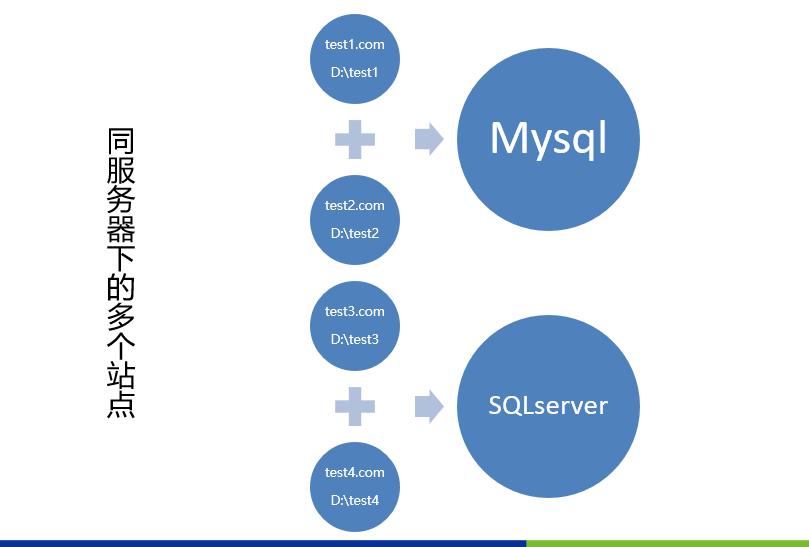 同服务器下的多个站点
test1.com
D:\test1
test2.com
D:\test2
Mysql
test3.com
D:\test3
test4.com
D:\test4
SQLserver